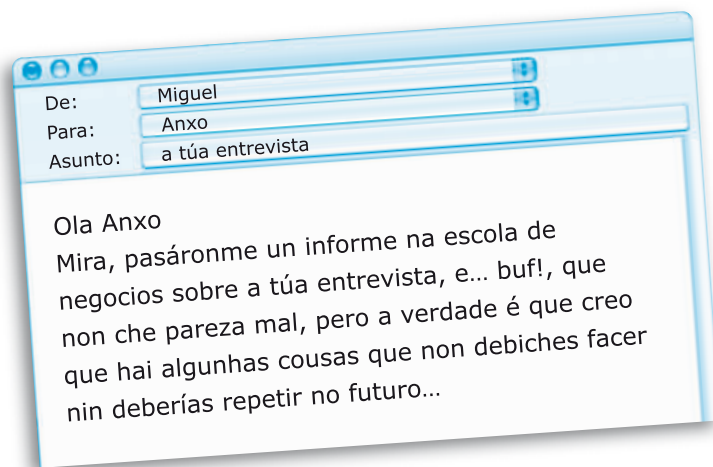 De: Miguel
Para: Anxo
Asunto: a túa entrevista
Ola Anxo
Mira, pasáronme un informe na escola de
negocios sobre a túa entrevista, e... buf!, que
non che pareza mal, pero a verdade é que creo
que hai algunhas cousas que non debiches facer
nin deberías repetir no futuro...